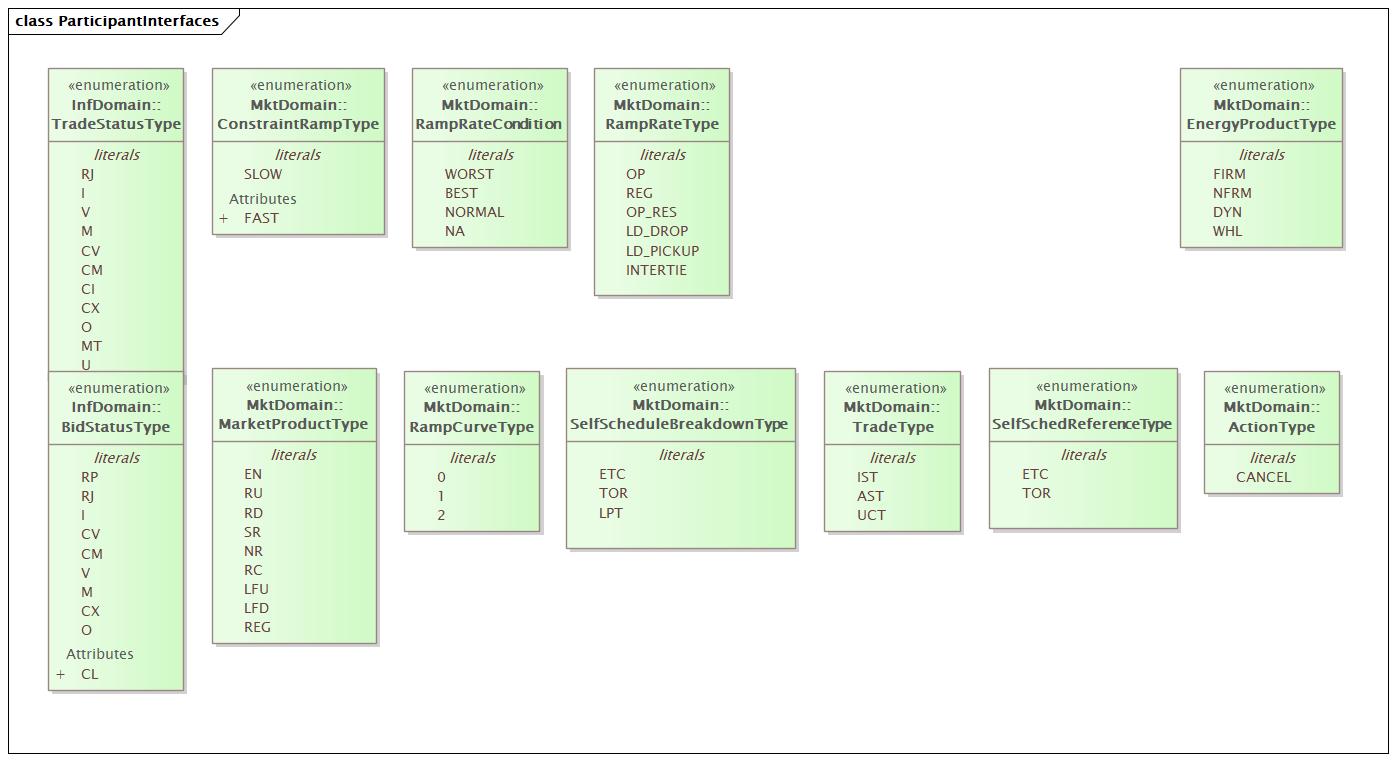 class ParticipantInterfaces
«enumeration»
InfDomain::
TradeStatusType
literals
RJ
I
V
M
CV
CM
CI
CX
O
MT
U
«enumeration»
MktDomain::
ConstraintRampType
literals
SLOW
Attributes
+ FAST
«enumeration»
MktDomain::
RampRateCondition
literals
WORST
BEST
NORMAL
NA
«enumeration»
MktDomain::
RampRateType
literals
OP
REG
OP_RES
LD_DROP
LD_PICKUP
INTERTIE
«enumeration»
MktDomain::
EnergyProductType
literals
FIRM
NFRM
DYN
WHL
«enumeration»
InfDomain::
BidStatusType
literals
RP
RJ
I
CV
CM
V
M
CX
O
Attributes
+ CL
«enumeration»
MktDomain::
MarketProductType
literals
EN
RU
RD
SR
NR
RC
LFU
LFD
REG
«enumeration»
MktDomain::
RampCurveType
literals
0
1
2
«enumeration»
MktDomain::
SelfScheduleBreakdownType
literals
ETC
TOR
LPT
«enumeration»
MktDomain::
TradeType
literals
IST
AST
UCT
«enumeration»
MktDomain::
SelfSchedReferenceType
literals
ETC
TOR
«enumeration»
MktDomain::
ActionType
literals
CANCEL